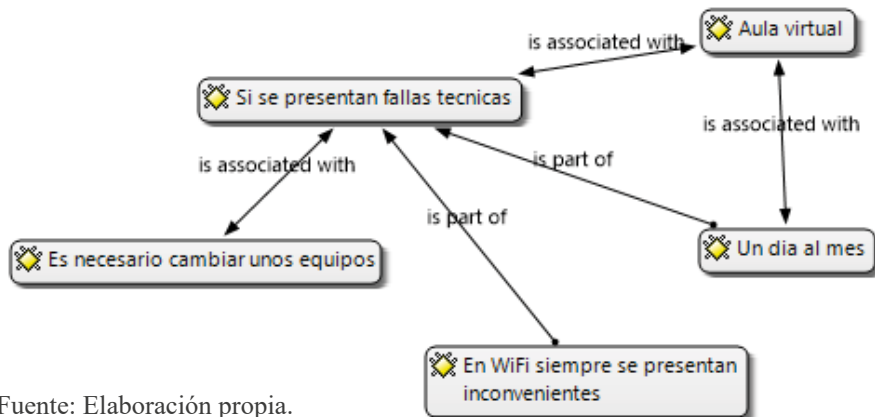 Aula virtual
is associated with
Si se presentan fallas tecnicas
is associated with
is part of
is associated with
is part of
Un dia al mes
Es necesario cambiar unos equipos
En WiFi siempre se presentan
inconvenientes
Fuente: Elaboración propia.